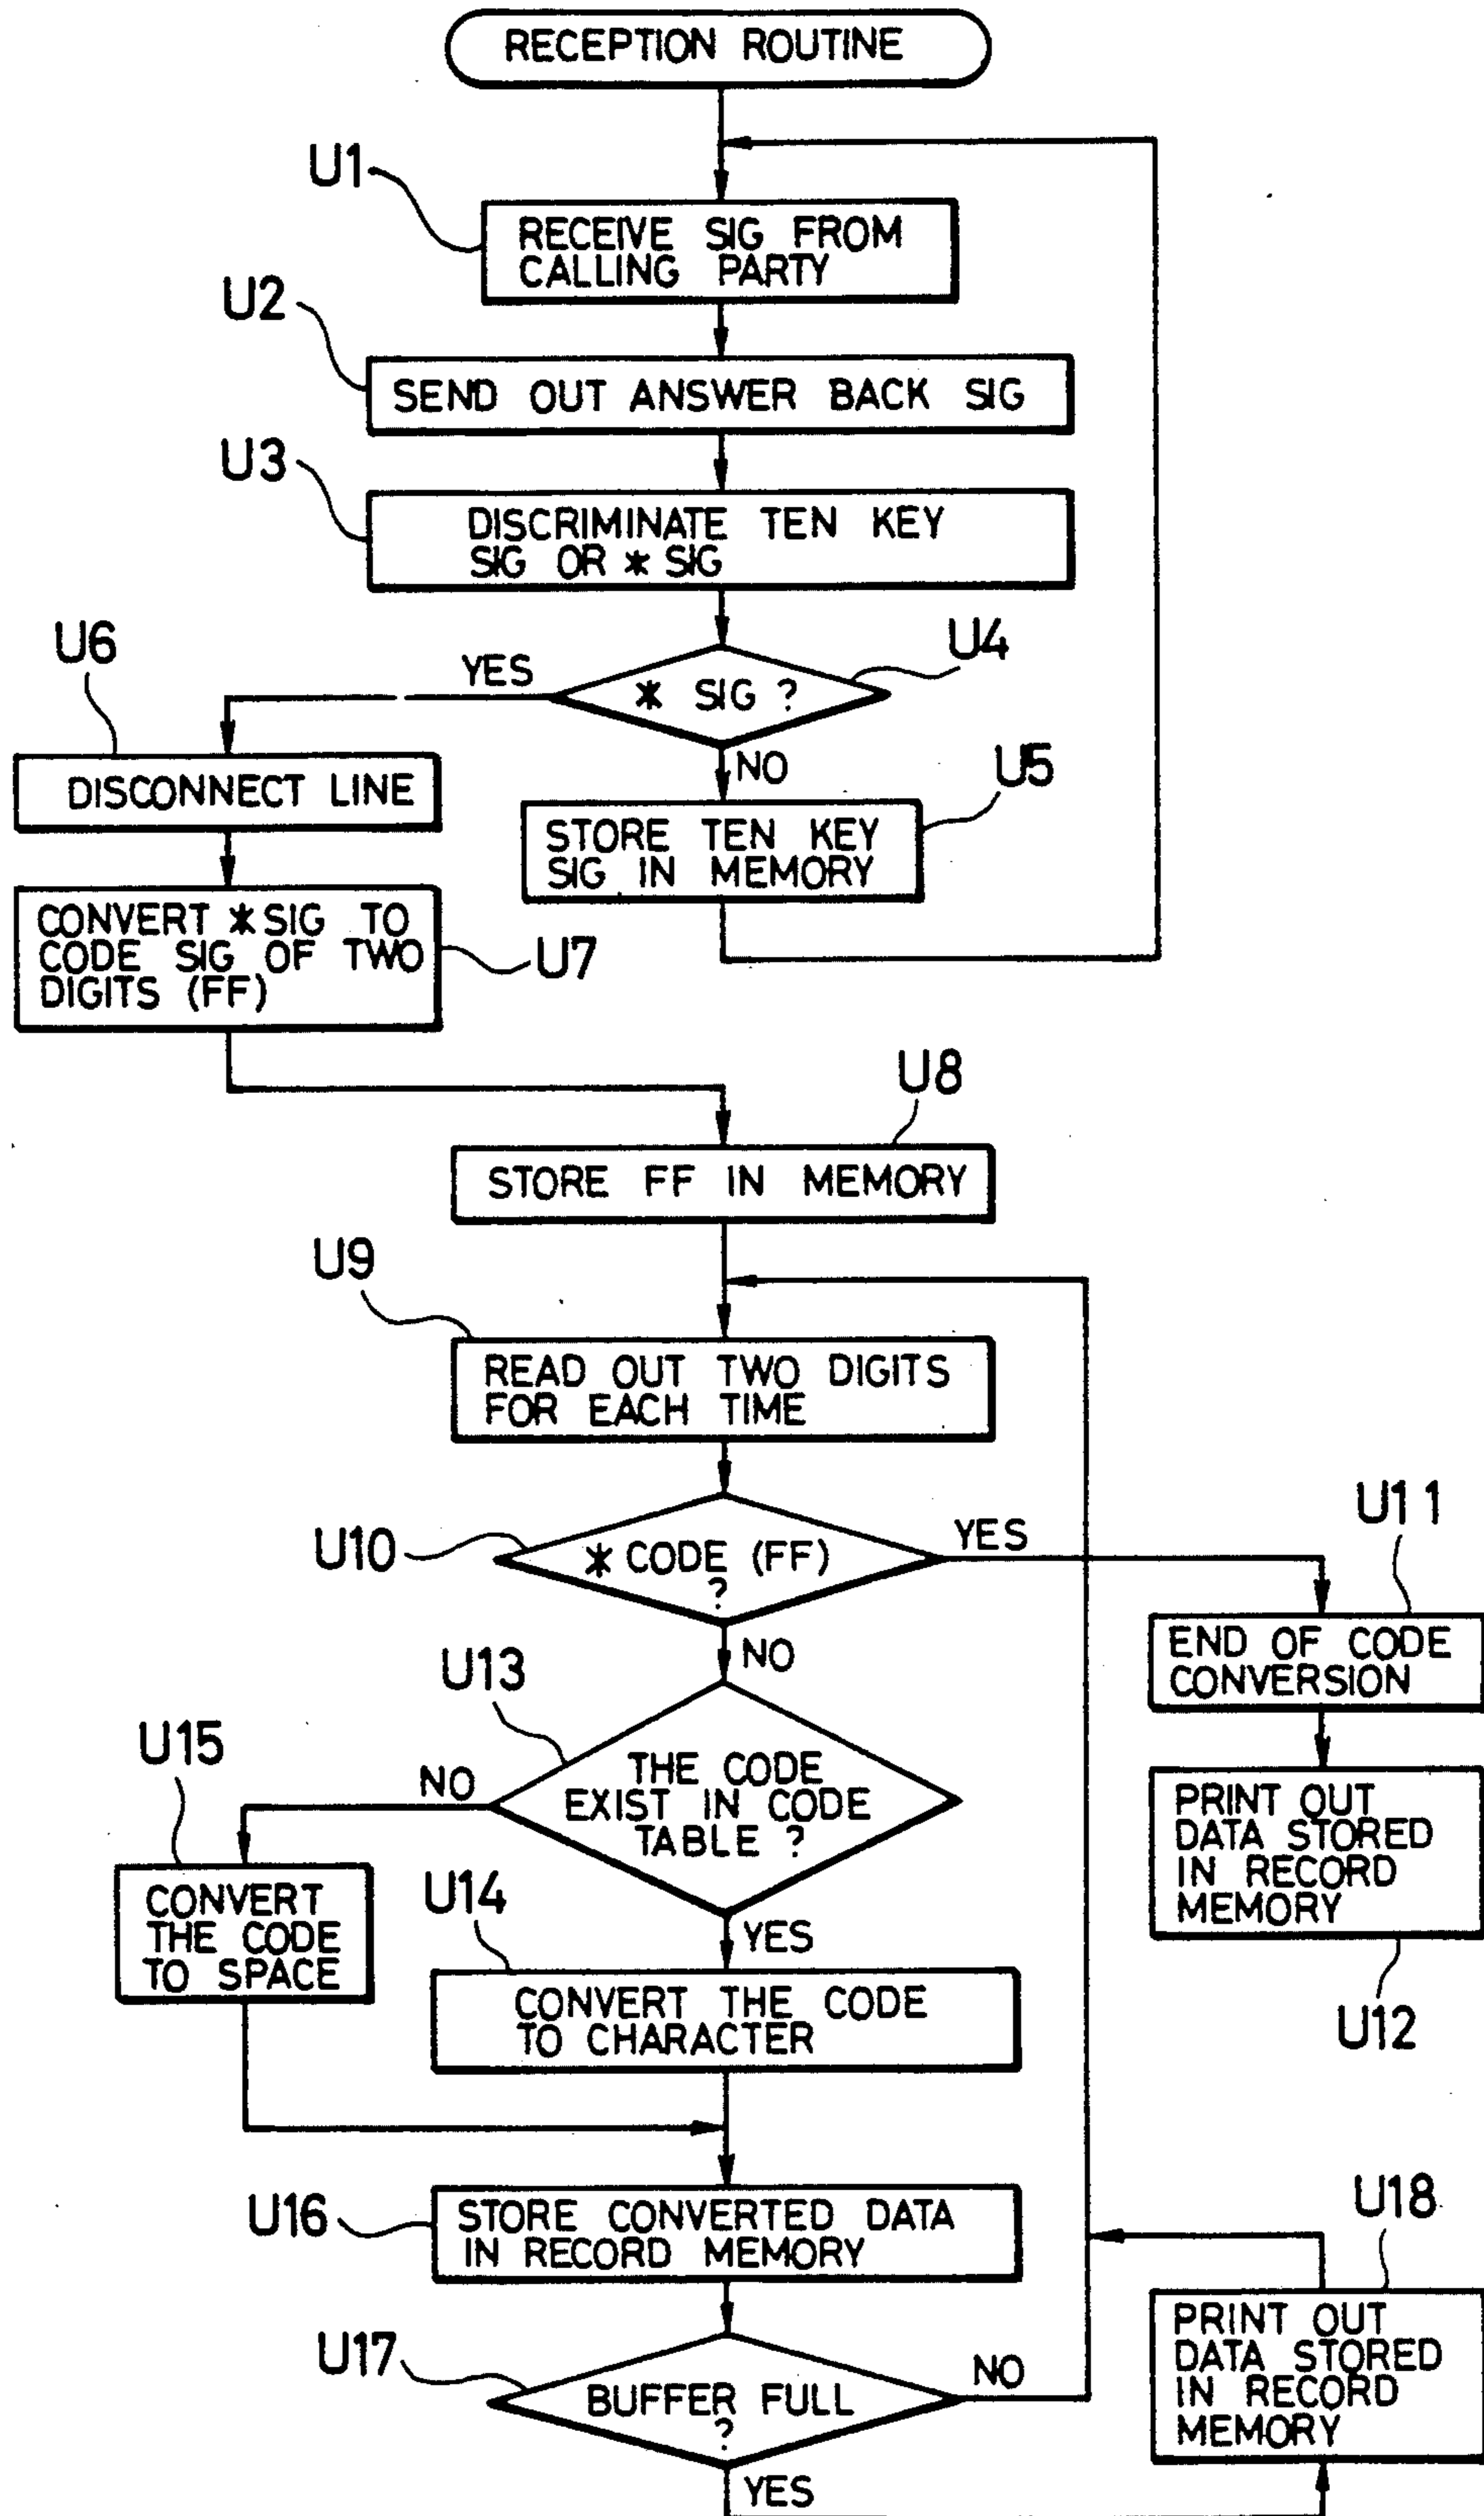 RECEPTION ROUTINE
U1
RECEIVE SIG FROM
CALLING PARTY
U2
SEND OUT ANSWER BACK SIG
U3
DISCRIMINATE TEN KEY
SIG OR * SIG
U4
* SIG ?
YES
NO
U6
DISCONNECT LINE
U5
STORE TEN KEY
SIG IN MEMORY
CONVERT * SIG TO
CODE SIG OF TWO
DIGITS (FF)
U7
U8
STORE FF IN MEMORY
U9
READ OUT TWO DIGITS
FOR EACH TIME
U10
* CODE (FF)
?
YES
NO
U11
END OF CODE
CONVERSION
PRINT OUT
DATA STORED
IN RECORD
MEMORY
U12
U13
THE CODE
EXIST IN CODE
TABLE ?
NO
YES
U15
CONVERT
THE CODE
TO SPACE
U14
CONVERT THE CODE
TO CHARACTER
U16
STORE CONVERTED DATA
IN RECORD MEMORY
U17
BUFFER FULL
?
NO
YES
U18
PRINT OUT
DATA STORED
IN RECORD
MEMORY